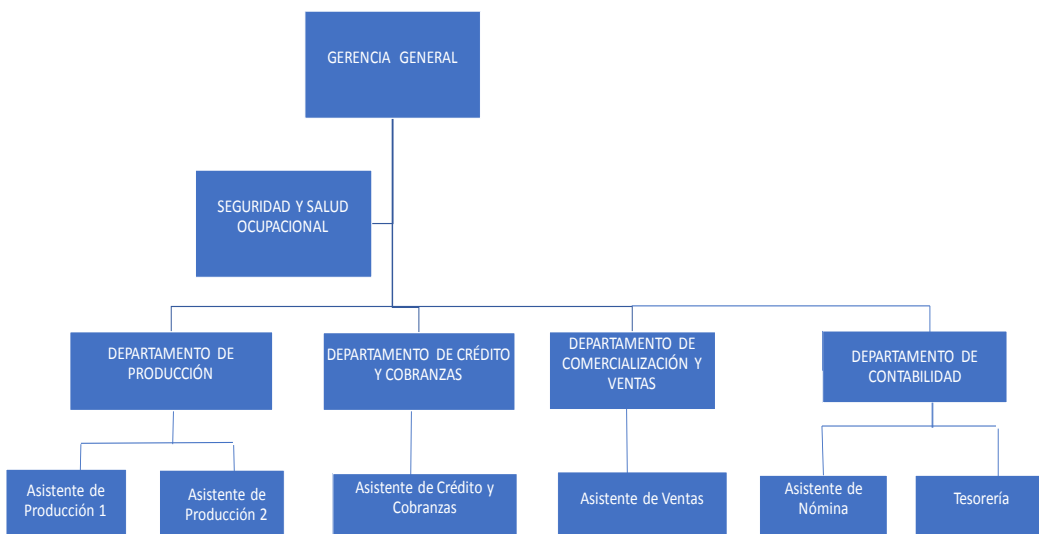 GERENCIA GENERAL
SEGURIDAD Y SALUD
OCUPACIONAL
DEPARTAMENTO DE
PRODUCCIÓN
DEPARTAMENTO DE CRÉDITO
Y COBRANZAS
DEPARTAMENTO DE
COMERCIALIZACIÓN Y
VENTAS
DEPARTAMENTO DE
CONTABILIDAD
Asistente de
Producción 1
Asistente de
Producción 2
Asistente de Crédito y
Cobranzas
Asistente de Ventas
Asistente de
Nómina
Tesorería